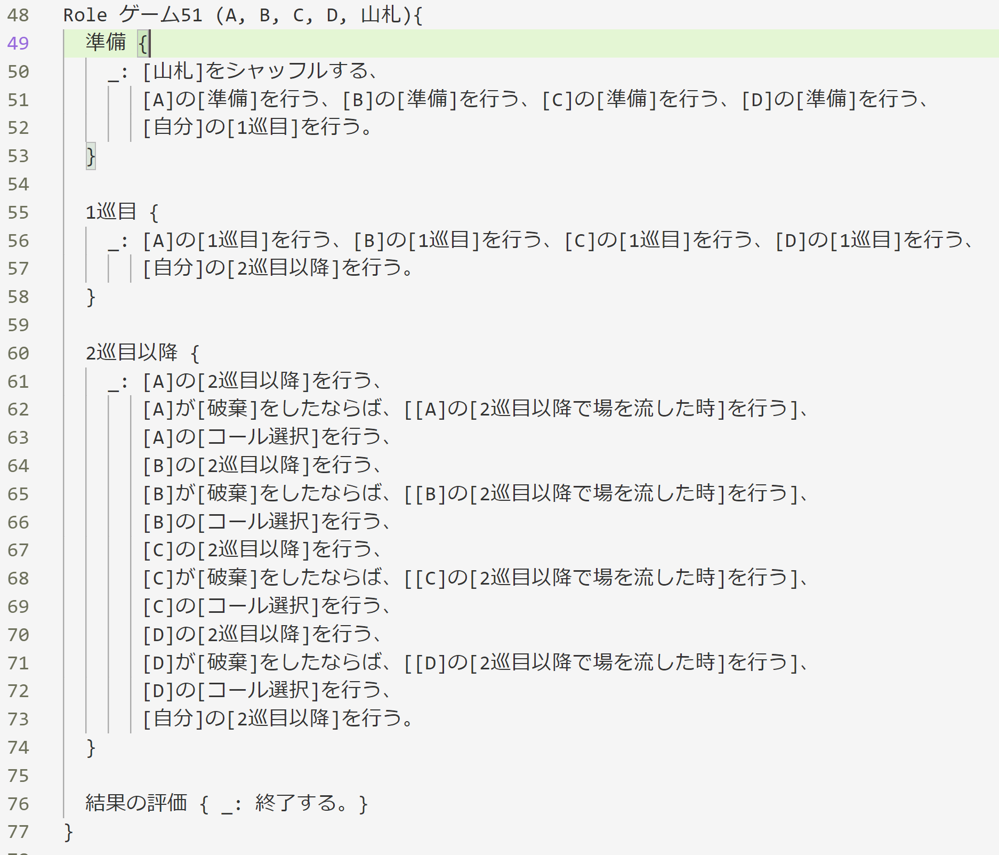 48 Role ゲーム51 (A, B, C, D, 山札){
49 準備 {
50 _: [山札]をシャッフルする、
51 [A]の[準備]を行う、[B]の[準備]を行う、[C]の[準備]を行う、[D]の[準備]を行う、
52 [自分]の[1巡目]を行う。
53 }
54
55 1巡目 {
56 _: [A]の[1巡目]を行う、[B]の[1巡目]を行う、[C]の[1巡目]を行う、[D]の[1巡目]を行う、
57 [自分]の[2巡目以降]を行う。
58 }
59
60 2巡目以降 {
61 _: [A]の[2巡目以降]を行う、
62 [A]が[破棄]をしたならば、[[A]の[2巡目以降で場を流した時]を行う]、
63 [A]の[コール選択]を行う、
64 [B]の[2巡目以降]を行う、
65 [B]が[破棄]をしたならば、[[B]の[2巡目以降で場を流した時]を行う]、
66 [B]の[コール選択]を行う、
67 [C]の[2巡目以降]を行う、
68 [C]が[破棄]をしたならば、[[C]の[2巡目以降で場を流した時]を行う]、
69 [C]の[コール選択]を行う、
70 [D]の[2巡目以降]を行う、
71 [D]が[破棄]をしたならば、[[D]の[2巡目以降で場を流した時]を行う]、
72 [D]の[コール選択]を行う、
73 [自分]の[2巡目以降]を行う。
74 }
75
76 結果の評価 { _: 終了する。}
77 }